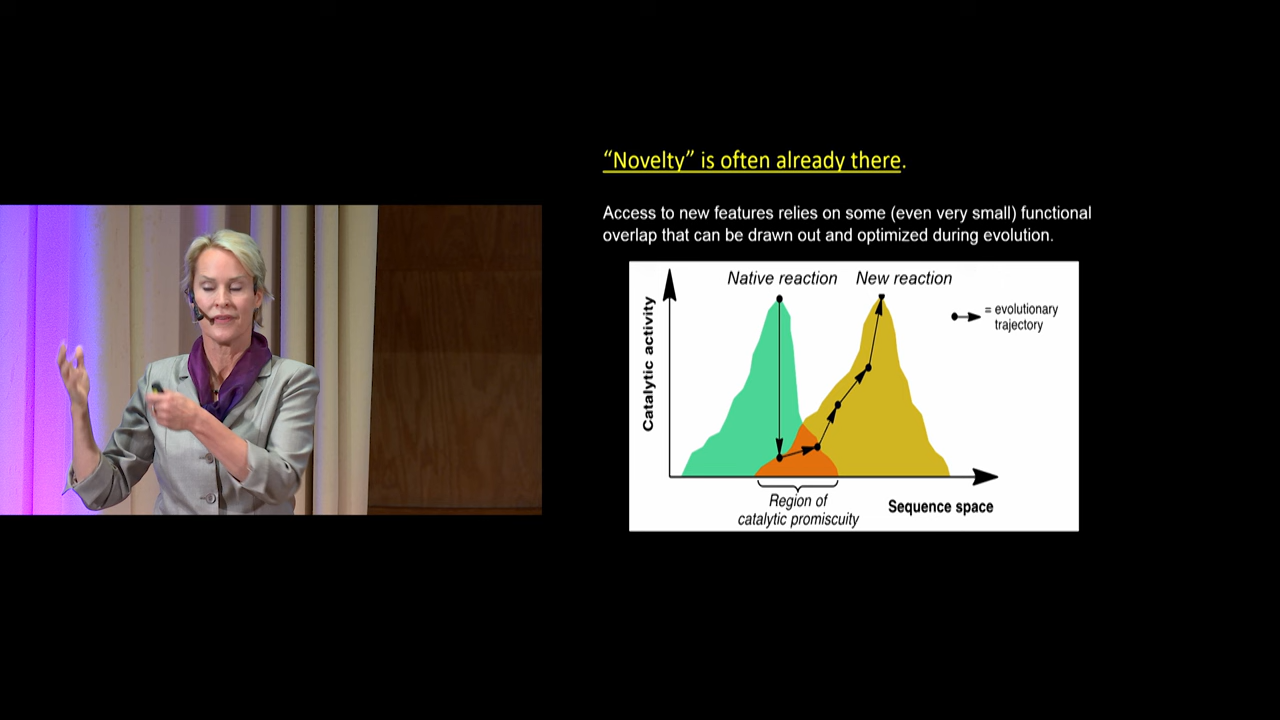 “Novelty” is often already there.
Access to new features relies on some (even very small) functional
overlap that can be drawn out and optimized during evolution.
Native reaction
New reaction
= evolutionary
trajectory
Catalytic activity
Region of
catalytic promiscuity
Sequence space